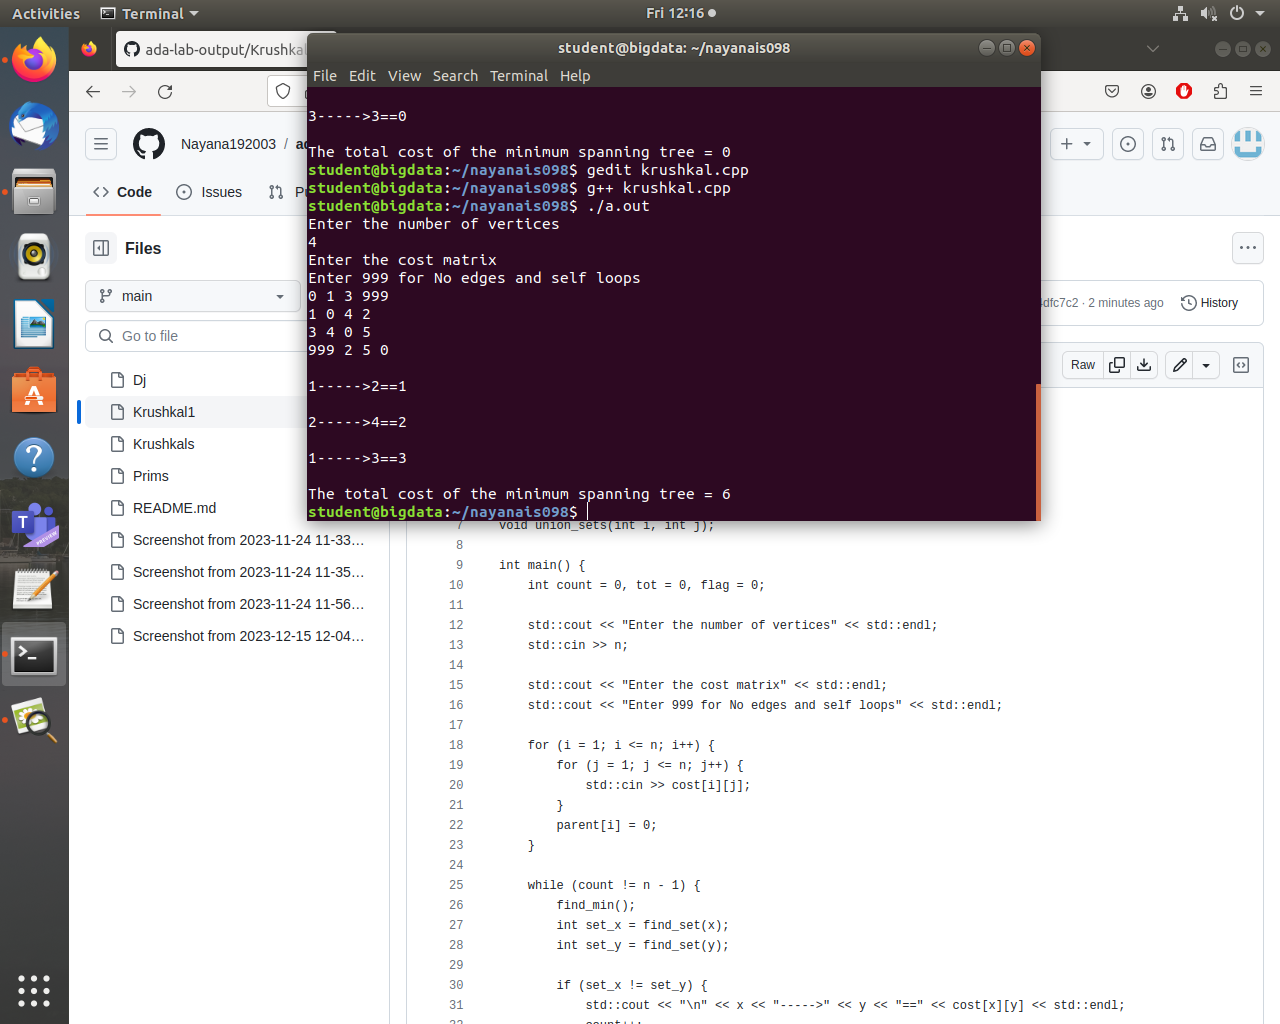 Activities
Terminal
Fri 12:16
ada-lab-output/Krushka
student@bigdata: ~/nayanais098
File Edit View Search Terminal Help
3----->3==0
The total cost of the minimum spanning tree = 0
student@bigdata:~/nayanais098$ gedit krushkal.cpp
student@bigdata:~/nayanais098$ g++ krushkal.cpp
student@bigdata:~/nayanais098$ ./a.out
Enter the number of vertices
4
Enter the cost matrix
Enter 999 for No edges and self loops
0 1 3 999
1 0 4 2
3 4 0 5
999 2 5 0
1----->2==1
2----->4==2
1----->3==3
The total cost of the minimum spanning tree = 6
student@bigdata:~/nayanais098$
Nayana192003 /
Code
Issues
Files
main
Go to file
Dj
Krushkal1
Krushkals
Prims
README.md
Screenshot from 2023-11-24 11-33…
Screenshot from 2023-11-24 11-35…
Screenshot from 2023-11-24 11-56…
Screenshot from 2023-12-15 12-04…
dfc7c2 · 2 minutes ago
History
Raw
7 void union_sets(int i, int j);
8
9 int main() {
10 int count = 0, tot = 0, flag = 0;
11
12 std::cout << "Enter the number of vertices" << std::endl;
13 std::cin >> n;
14
15 std::cout << "Enter the cost matrix" << std::endl;
16 std::cout << "Enter 999 for No edges and self loops" << std::endl;
17
18 for (i = 1; i <= n; i++) {
19 for (j = 1; j <= n; j++) {
20 std::cin >> cost[i][j];
21 }
22 parent[i] = 0;
23 }
24
25 while (count != n - 1) {
26 find_min();
27 int set_x = find_set(x);
28 int set_y = find_set(y);
29
30 if (set_x != set_y) {
31 std::cout << "\n" << x << "----->" << y << "==" << cost[x][y] << std::endl;